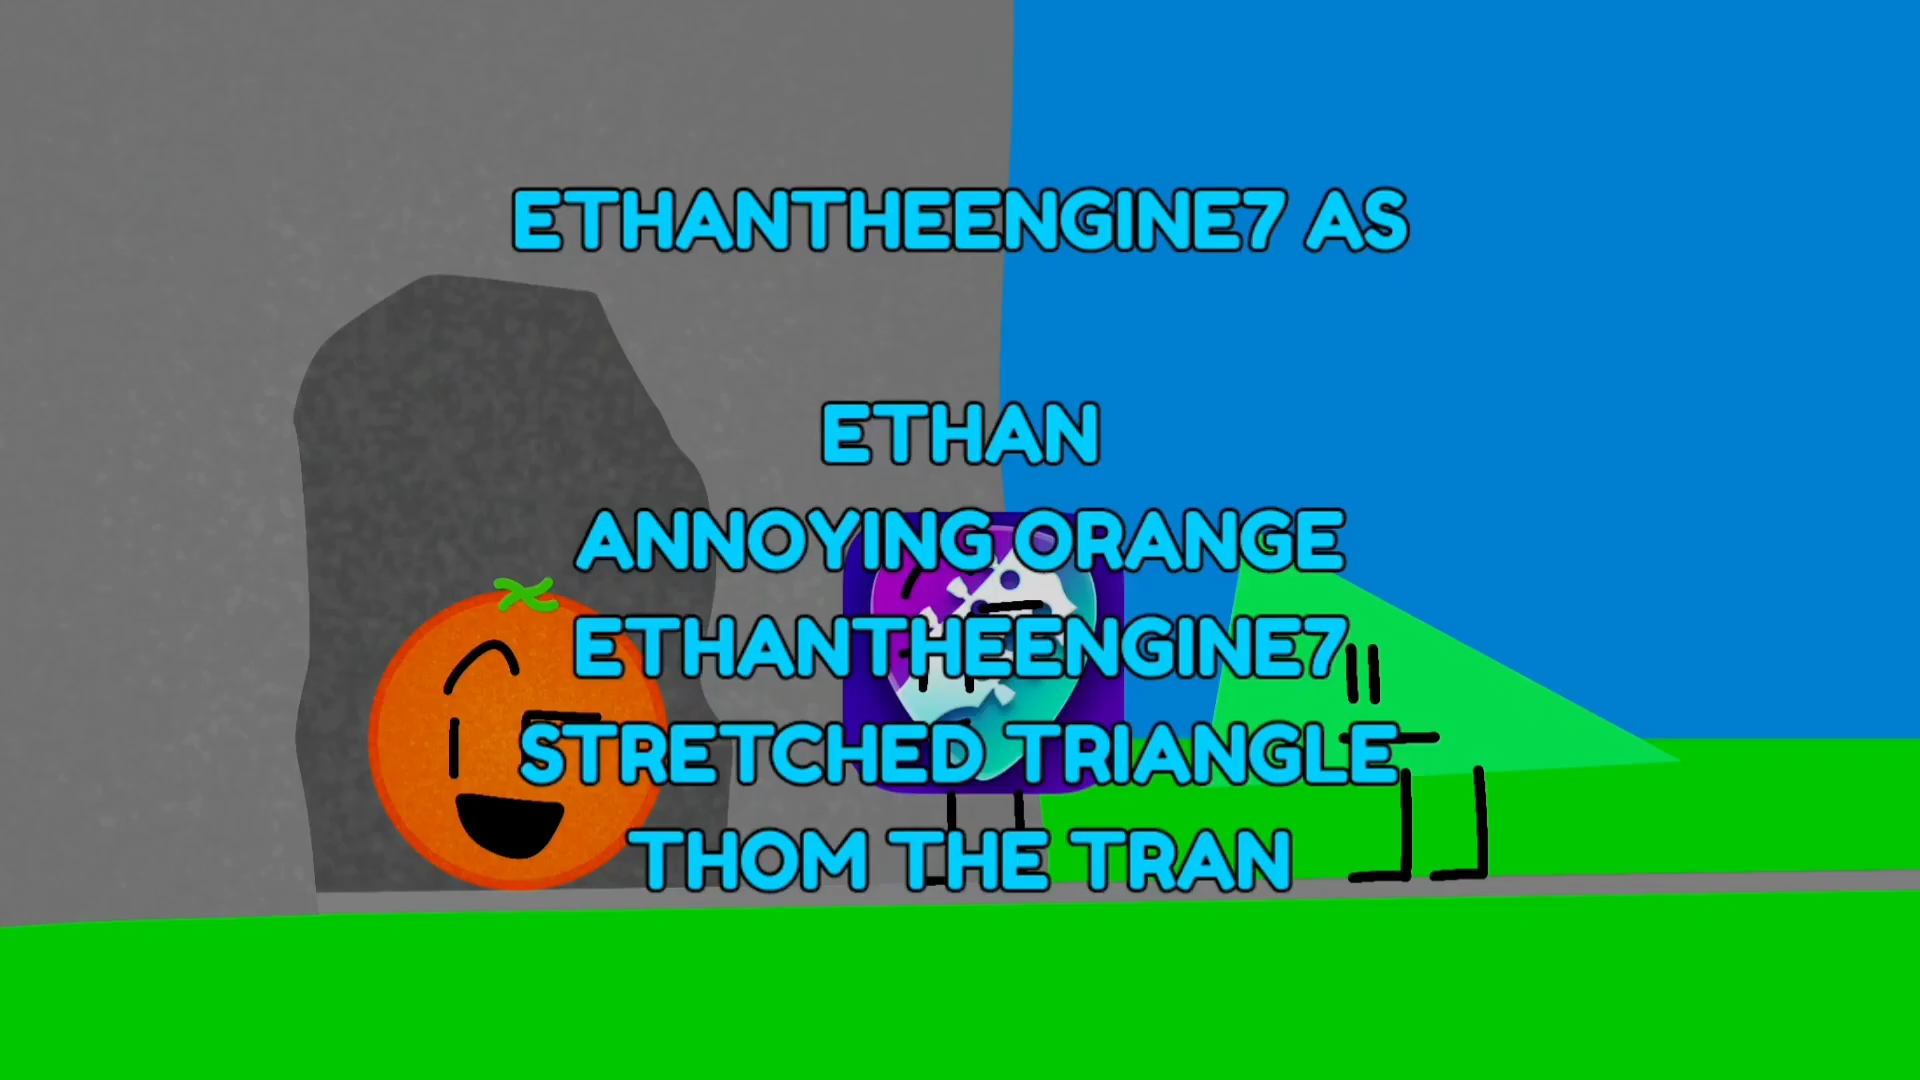 ETHANTHEENGINE7 AS
ETHAN
ANNOYING ORANGE
ETHANTHEENGINE7
STRETCHED TRIANGLE
THOM THE TRAN